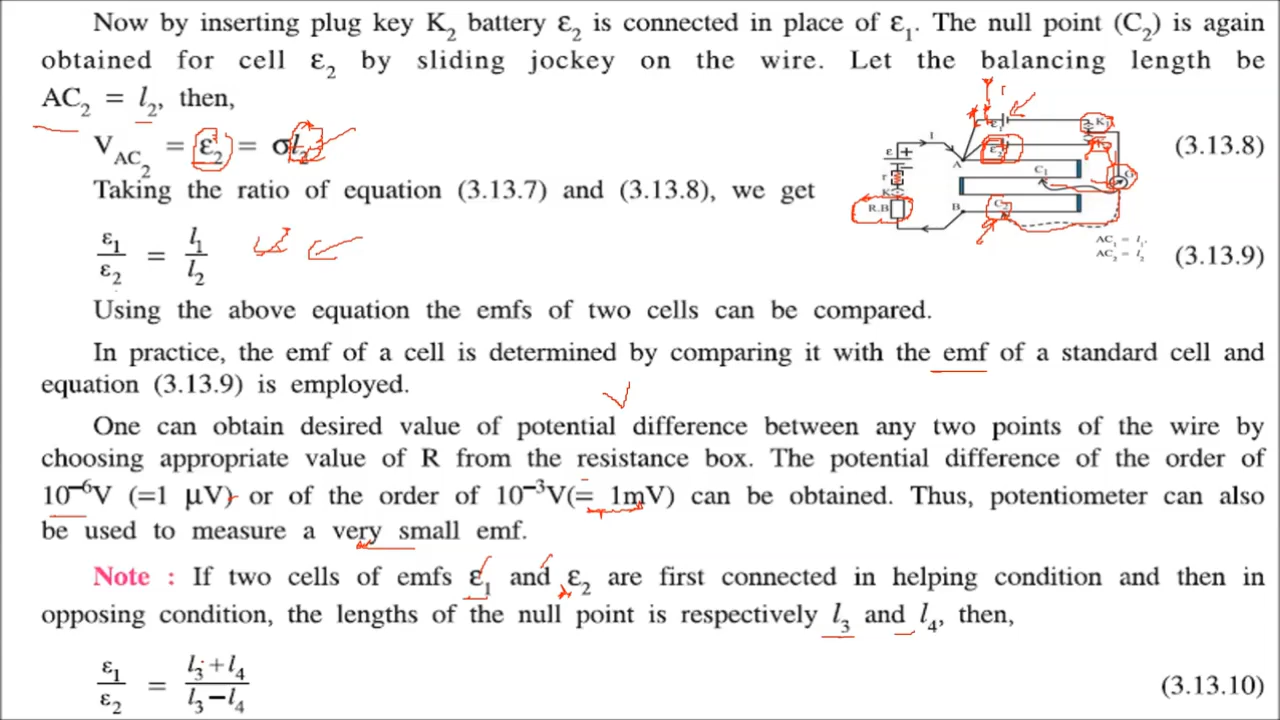 Now by inserting plug key K₂ battery ε₂ is connected in place of ε₁. The null point (C₂) is again
obtained for cell ε₂ by sliding jockey on the wire. Let the balancing length be
AC₂ = l₂, then,
V_AC₂ = ε₂ = σl₂ (3.13.8)
Taking the ratio of equation (3.13.7) and (3.13.8), we get
ε₁/ε₂ = l₁/l₂ (3.13.9)
I
ε
ε₁
K₁
ε₂
A
C₁
G
r
K
R.B
B
C₂
AC₁ = l₁.
AC₂ = l₂
Using the above equation the emfs of two cells can be compared.
In practice, the emf of a cell is determined by comparing it with the emf of a standard cell and
equation (3.13.9) is employed.
One can obtain desired value of potential difference between any two points of the wire by
choosing appropriate value of R from the resistance box. The potential difference of the order of
10⁻⁶V (=1 μV) or of the order of 10⁻³V(= 1mV) can be obtained. Thus, potentiometer can also
be used to measure a very small emf.
Note : If two cells of emfs ε₁ and ε₂ are first connected in helping condition and then in
opposing condition, the lengths of the null point is respectively l₃ and l₄, then,
ε₁/ε₂ = (l₃+l₄)/(l₃−l₄) (3.13.10)